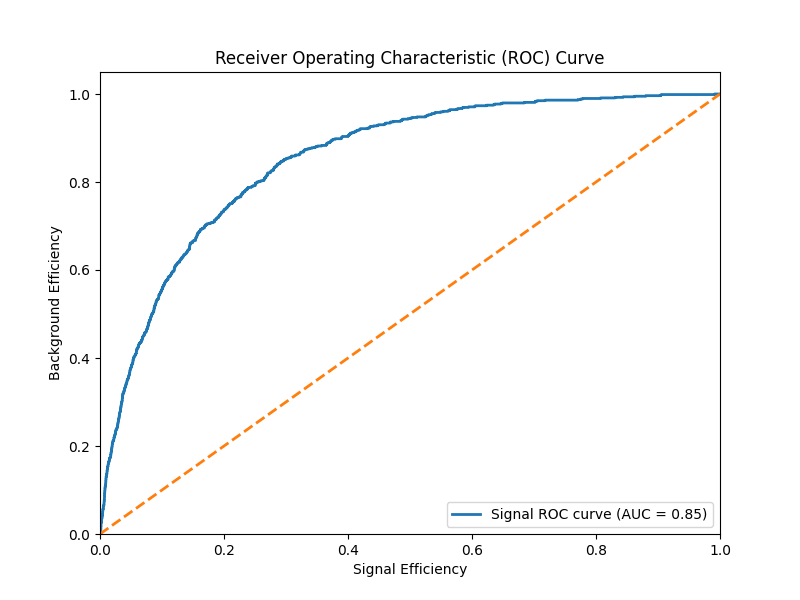 Receiver Operating Characteristic (ROC) Curve
1.0
0.8
0.6
0.4
0.2
0.0
Background Efficiency
Signal ROC curve (AUC = 0.85)
0.0 0.2 0.4 0.6 0.8 1.0
Signal Efficiency